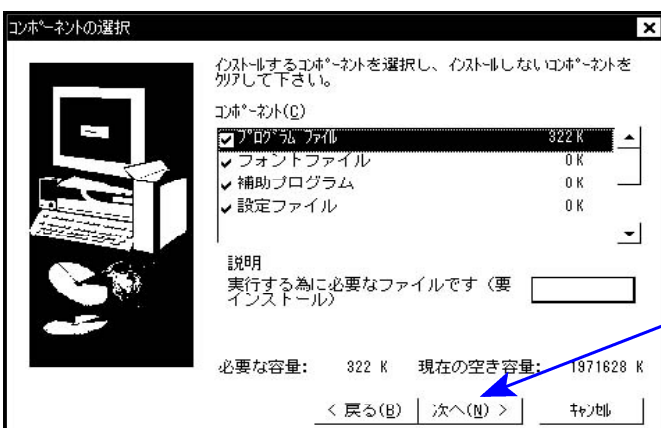 コンポーネントの選択
インストールするコンポーネントを選択し、インストールしないコンポーネントを
クリアして下さい。
コンポーネント(C)
プログラム ファイル 322 K
フォントファイル 0 K
補助プログラム 0 K
設定ファイル 0 K
説明
実行する為に必要なファイルです（要
インストール）
必要な容量: 322 K 現在の空き容量: 1971628 K
< 戻る(B) 次へ(N) > キャンセル